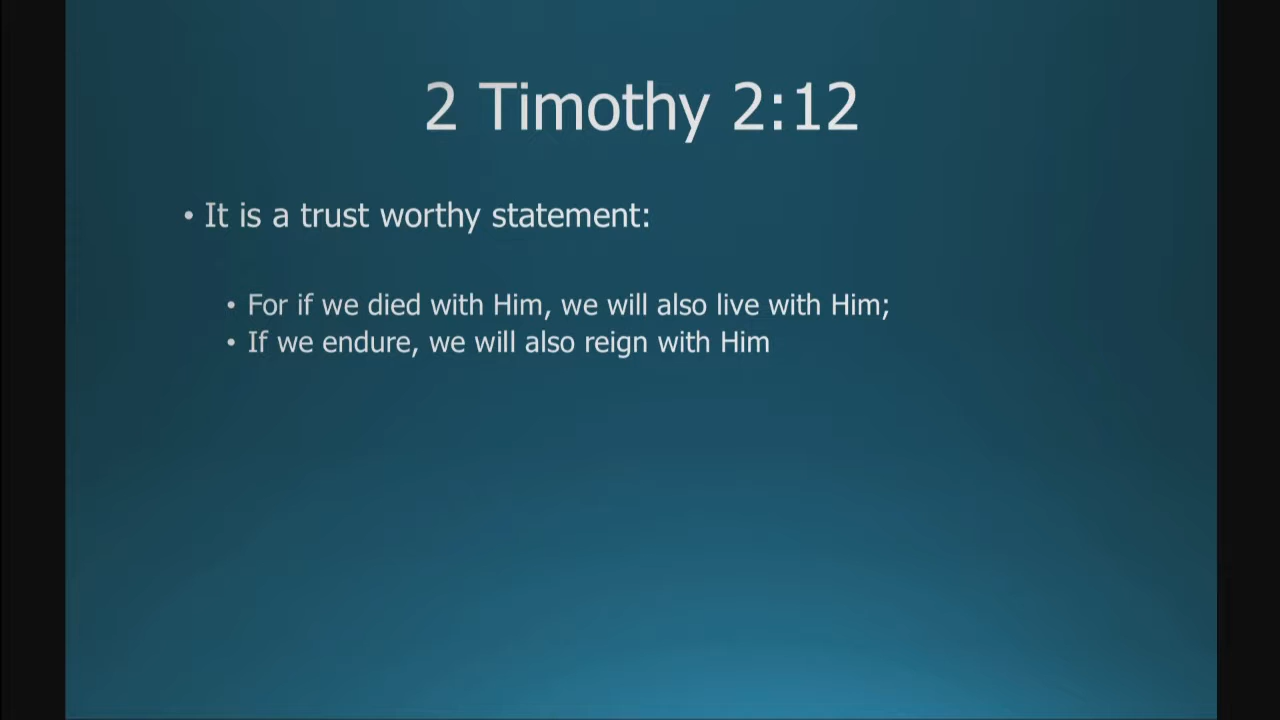 2 Timothy 2:12
• It is a trust worthy statement:
• For if we died with Him, we will also live with Him;
• If we endure, we will also reign with Him